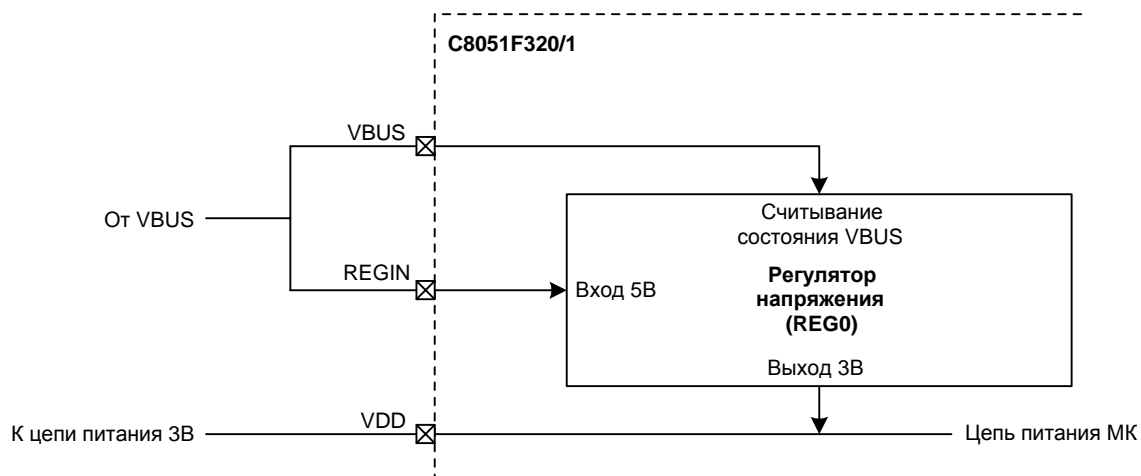 C8051F320/1
VBUS
От VBUS
REGIN
Считывание
состояния VBUS
Вход 5В
Регулятор
напряжения
(REG0)
Выход 3В
VDD
К цепи питания 3В
Цепь питания МК